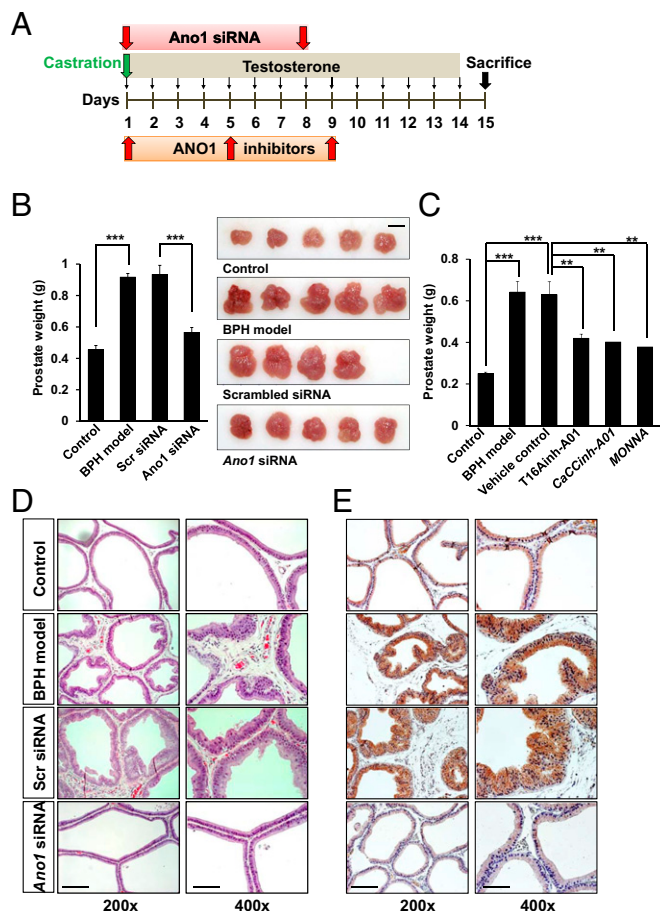 A
Ano1 siRNA
Castration
Testosterone
Sacrifice
Days
1 2 3 4 5 6 7 8 9 10 11 12 13 14 15
ANO1 inhibitors
B
***
***
Prostate weight (g)
1
0.8
0.6
0.4
0.2
0
Control
BPH model
Scr siRNA
Ano1 siRNA
Control
BPH model
Scrambled siRNA
Ano1 siRNA
C
***
**
***
**
**
Prostate weight (g)
0.8
0.6
0.4
0.2
0
Control
BPH model
Vehicle control
T16Ainh-A01
CaCCinh-A01
MONNA
D
Control
BPH model
Scr siRNA
Ano1 siRNA
200x
400x
E
200x
400x